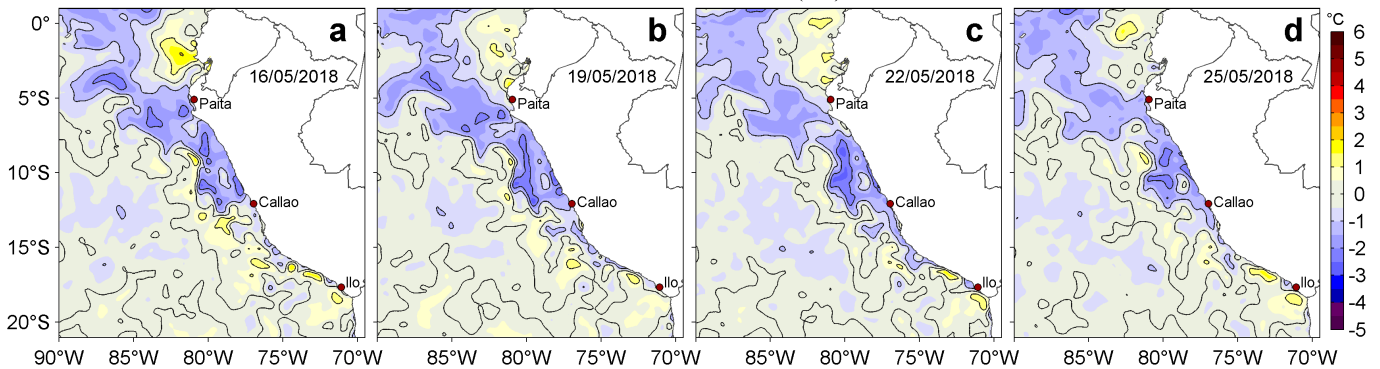 a
b
c
d
°C
16/05/2018
19/05/2018
22/05/2018
25/05/2018
0°
5°S
10°S
15°S
20°S
Paita
Callao
Ilo
Paita
Callao
Ilo
Paita
Callao
Ilo
Paita
Callao
Ilo
6
5
4
3
2
1
0
-1
-2
-3
-4
-5
90°W 85°W 80°W 75°W 70°W
85°W 80°W 75°W 70°W
85°W 80°W 75°W 70°W
85°W 80°W 75°W 70°W